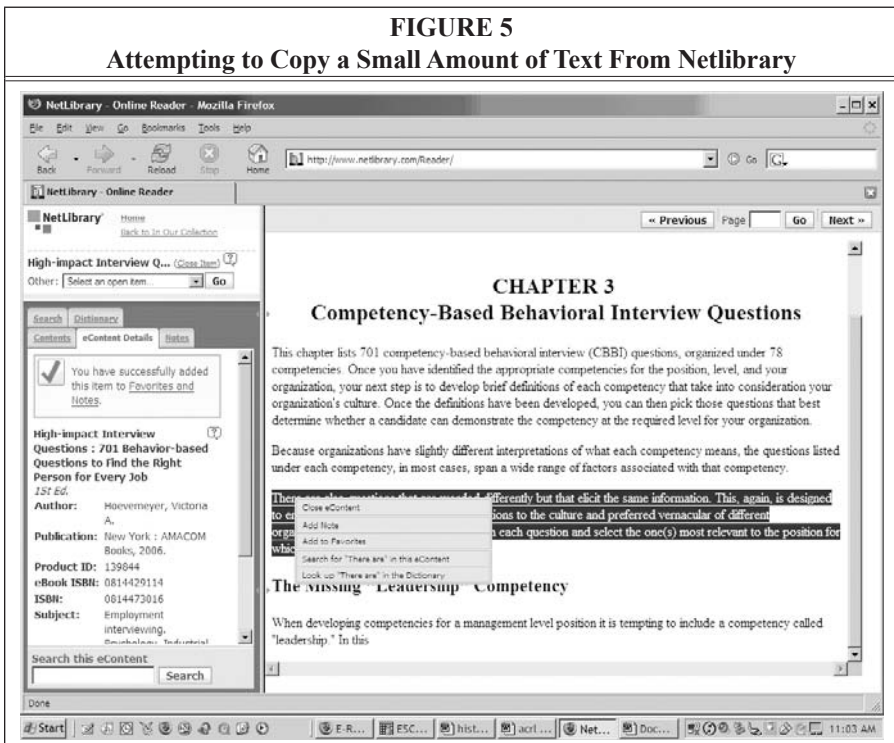 FIGURE 5
Attempting to Copy a Small Amount of Text From Netlibrary
NetLibrary - Online Reader - Mozilla Firefox
File Edit View Go Bookmarks Tools Help
Back Forward Reload Stop Home http://www.netlibrary.com/Reader/ Go G
NetLibrary - Online Reader
NetLibrary Home
Back to In Our Collection
« Previous Page Go Next »
High-impact Interview Q... (Close Item) ?
Other: Select an open item... Go
Search Dictionary
Contents eContent Details Notes
You have successfully added
this item to Favorites and
Notes.
High-impact Interview ?
Questions : 701 Behavior-based
Questions to Find the Right
Person for Every Job
1St Ed.
Author: Hoevemeyer, Victoria
A.
Publication: New York : AMACOM
Books, 2006.
Product ID: 139844
eBook ISBN: 0814429114
ISBN: 0814473016
Subject: Employment
interviewing.
Psychology, Industrial
Search this eContent
Search
CHAPTER 3
Competency-Based Behavioral Interview Questions
This chapter lists 701 competency-based behavioral interview (CBBI) questions, organized under 78
competencies. Once you have identified the appropriate competencies for the position, level, and your
organization, your next step is to develop brief definitions of each competency that take into consideration your
organization's culture. Once the definitions have been developed, you can then pick those questions that best
determine whether a candidate can demonstrate the competency at the required level for your organization.
Because organizations have slightly different interpretations of what each competency means, the questions listed
under each competency, in most cases, span a wide range of factors associated with that competency.
There are also questions that are worded differently but that elicit the same information. This, again, is designed
to en ions to the culture and preferred vernacular of different
orga n each question and select the one(s) most relevant to the position for
whic
Close eContent
Add Note
Add to Favorites
Search for "There are" in this eContent
Look up "There are" in the Dictionary
The Missing "Leadership" Competency
When developing competencies for a management level position it is tempting to include a competency called
"leadership." In this
Done
Start E-R... ESC... hist... acrl ... Net... Doc... 11:03 AM